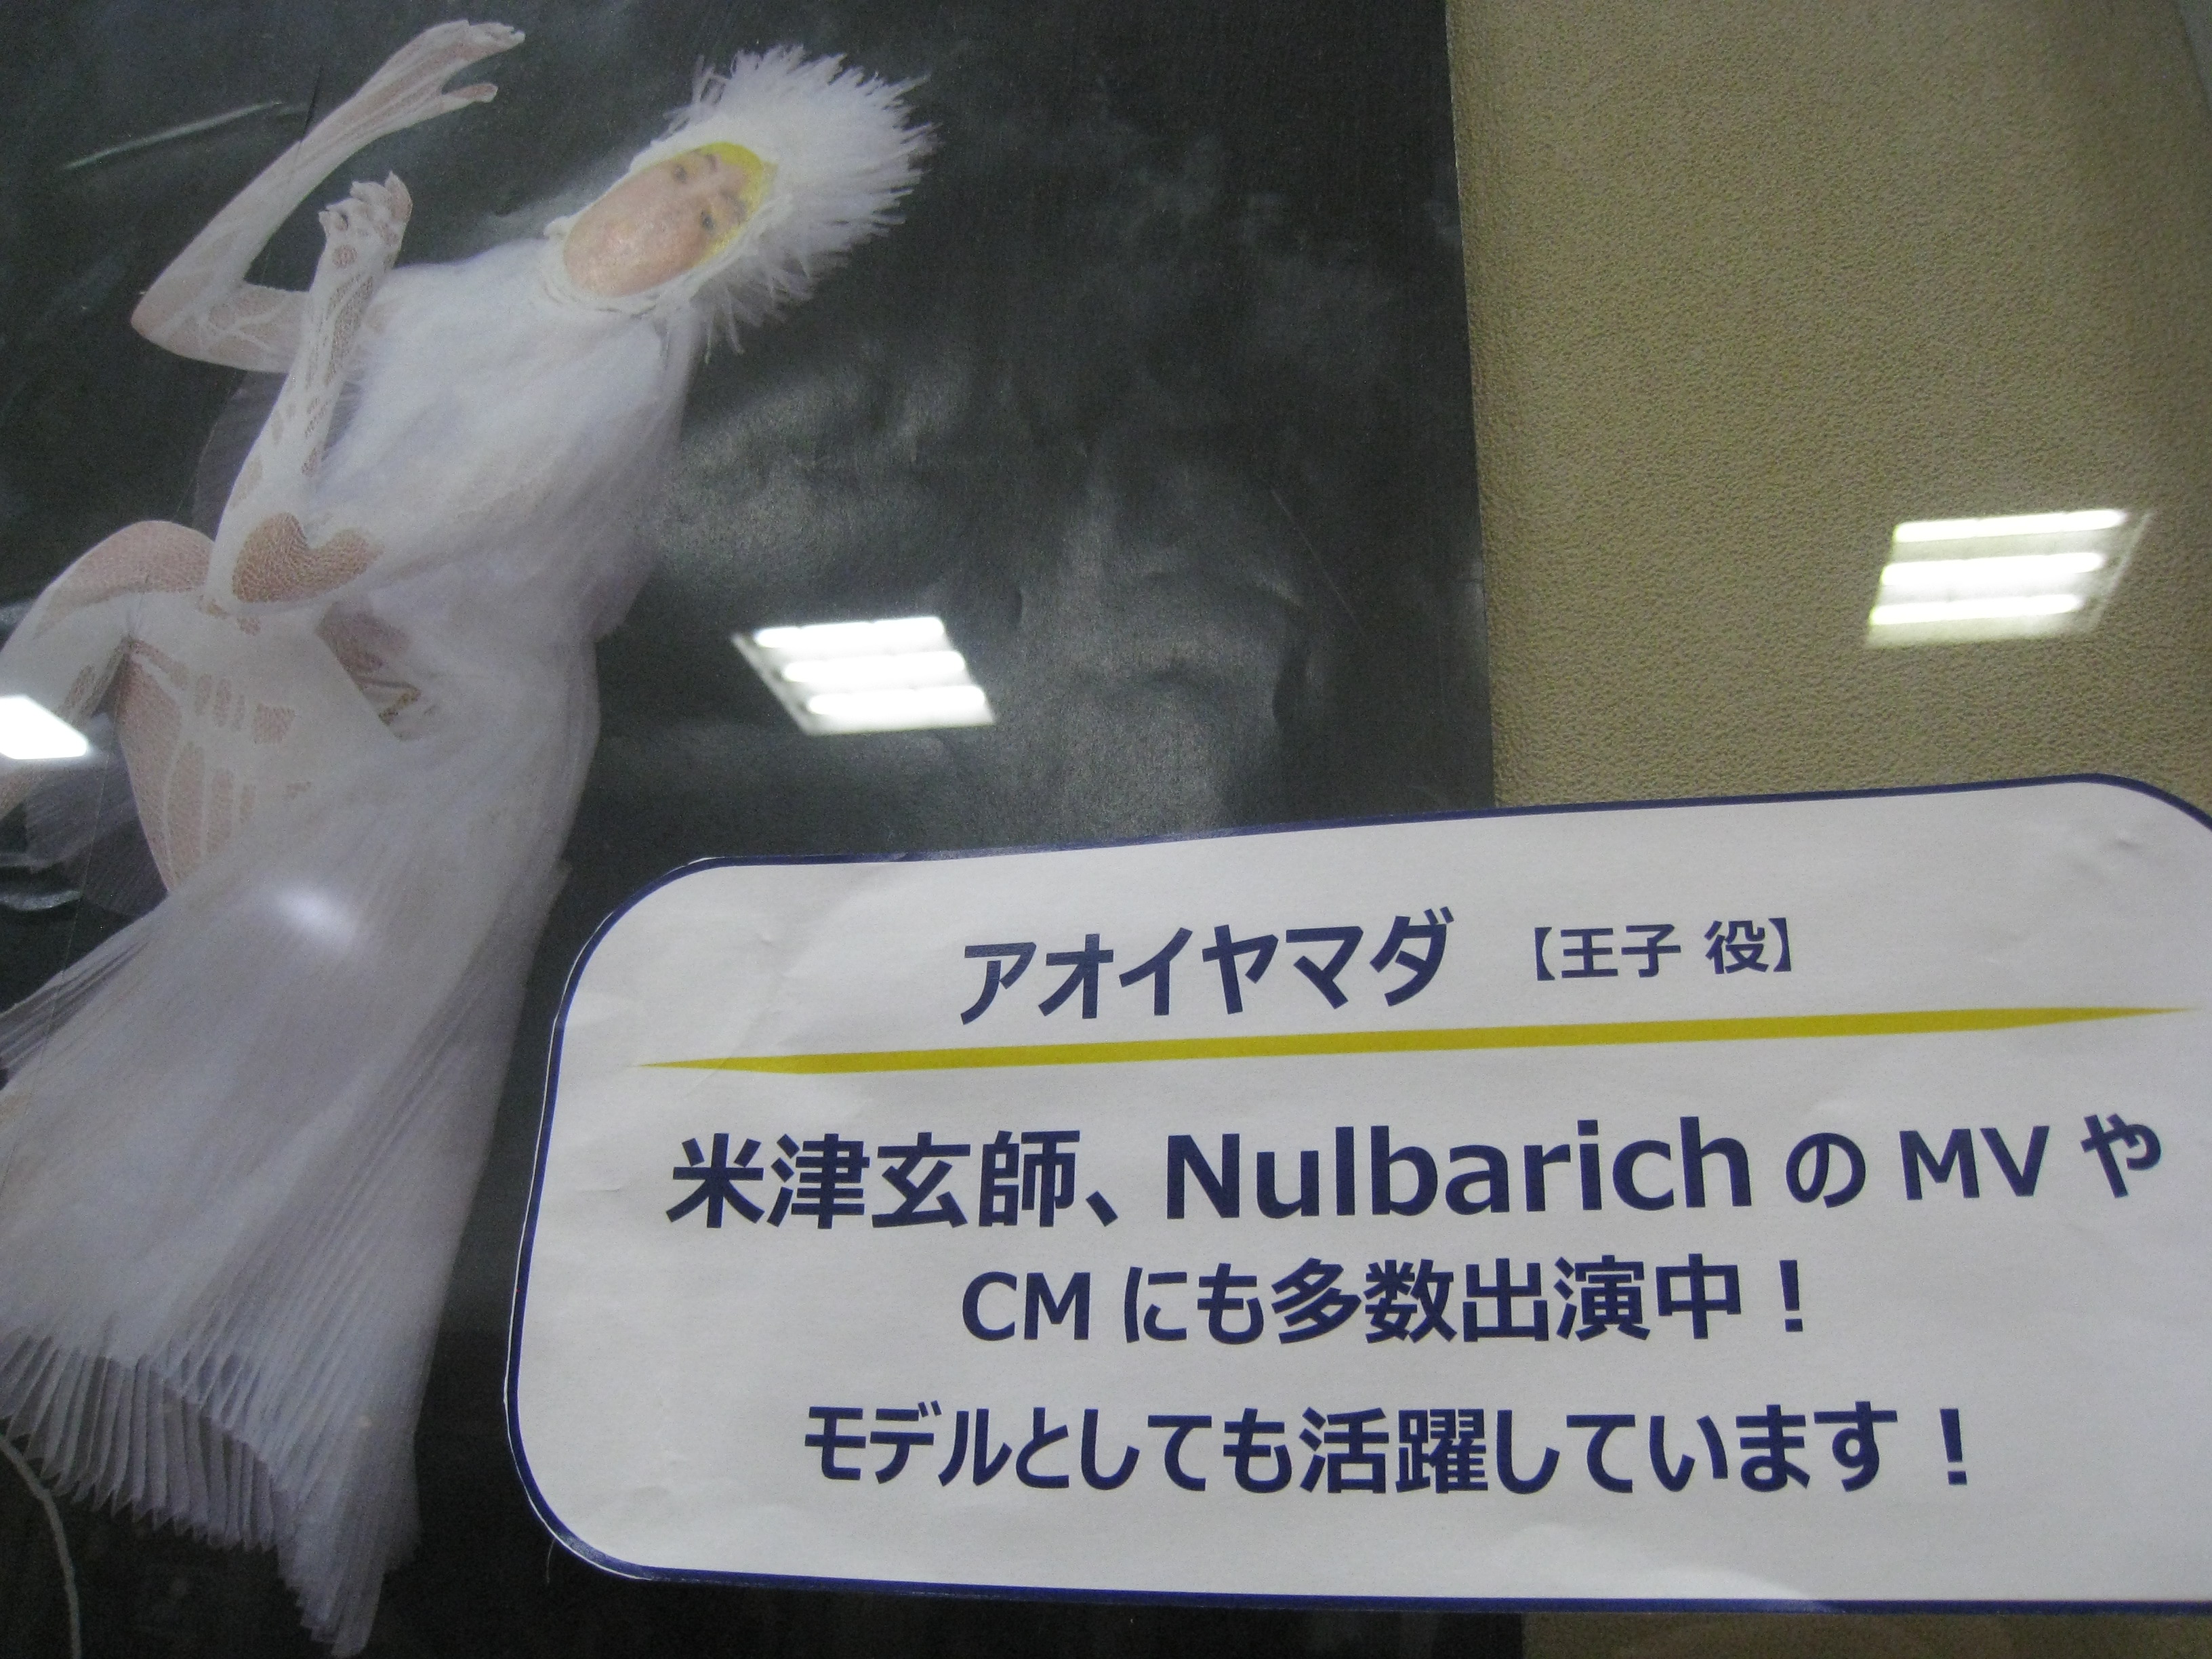 アオイヤマダ 【王子 役】
米津玄師、Nulbarich の MV や
CM にも多数出演中！
モデルとしても活躍しています！